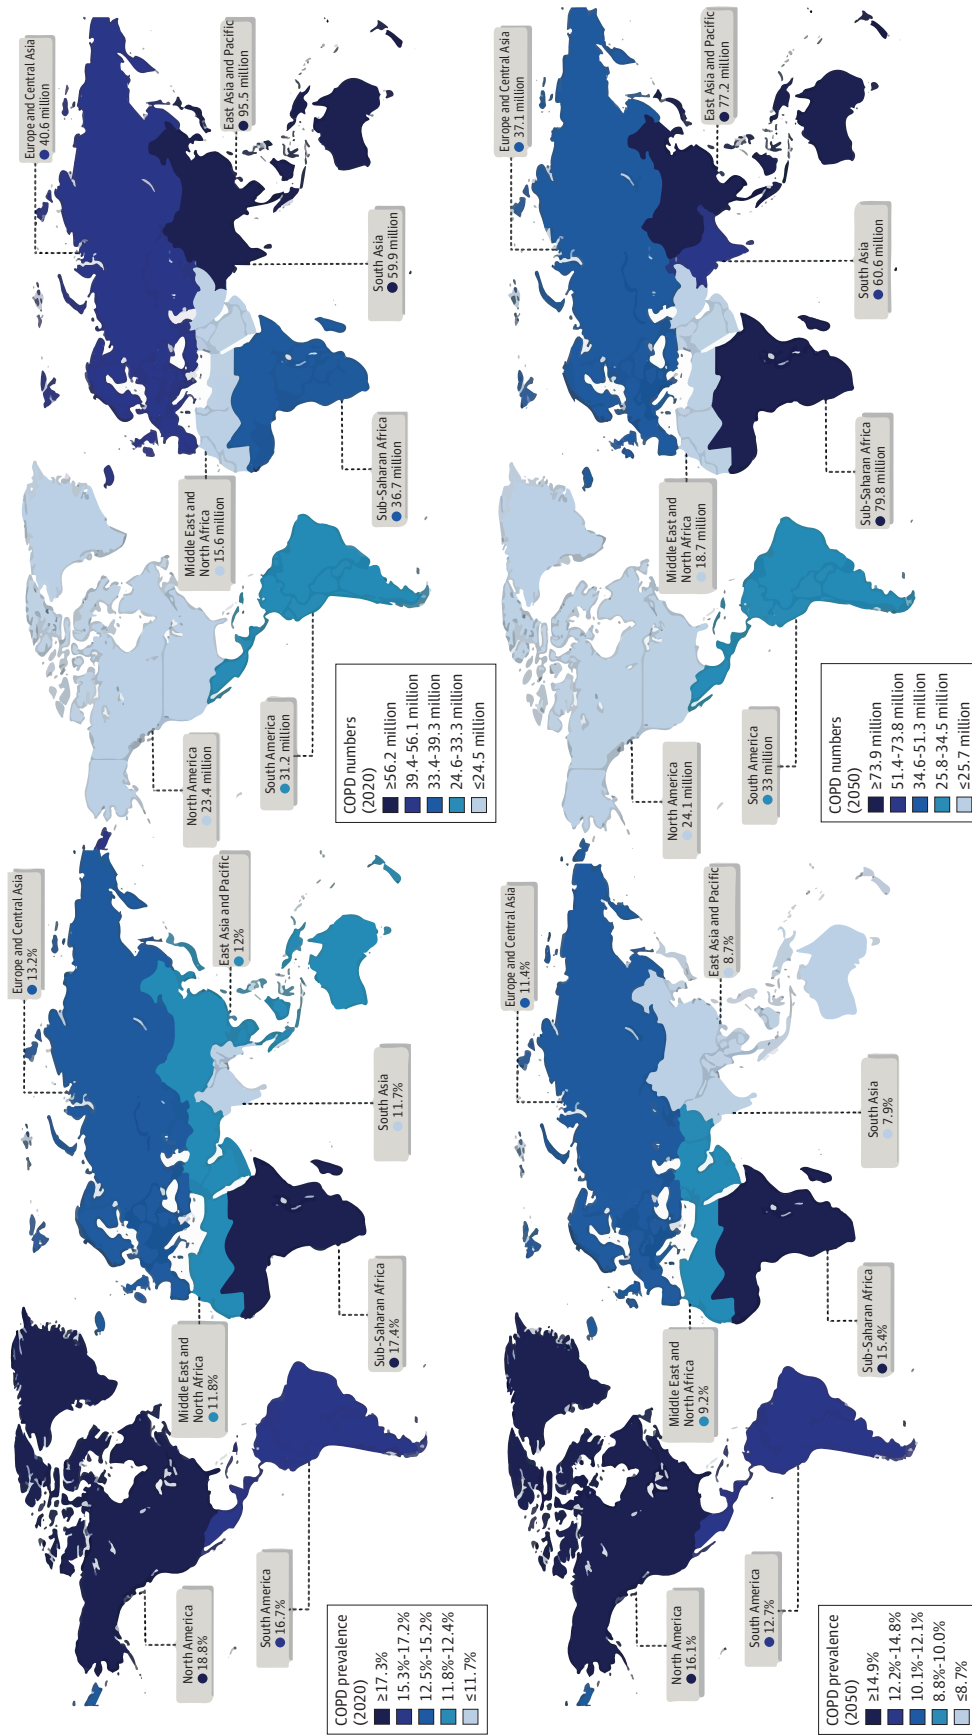 North America
18.8%
South America
16.7%
Middle East and
North Africa
11.8%
Sub-Saharan Africa
17.4%
Europe and Central Asia
13.2%
South Asia
11.7%
East Asia and Pacific
12%
COPD prevalence
(2020)
≥17.3%
15.3%-17.2%
12.5%-15.2%
11.8%-12.4%
≤11.7%
North America
23.4 million
South America
31.2 million
Middle East and
North Africa
15.6 million
Sub-Saharan Africa
36.7 million
Europe and Central Asia
40.6 million
South Asia
59.9 million
East Asia and Pacific
95.5 million
COPD numbers
(2020)
≥56.2 million
39.4-56.1 million
33.4-39.3 million
24.6-33.3 million
≤24.5 million
North America
16.1%
South America
12.7%
Middle East and
North Africa
9.2%
Sub-Saharan Africa
15.4%
Europe and Central Asia
11.4%
South Asia
7.9%
East Asia and Pacific
8.7%
COPD prevalence
(2050)
≥14.9%
12.2%-14.8%
10.1%-12.1%
8.8%-10.0%
≤8.7%
North America
24.1 million
South America
33 million
Middle East and
North Africa
18.7 million
Sub-Saharan Africa
79.8 million
Europe and Central Asia
37.1 million
South Asia
60.6 million
East Asia and Pacific
77.2 million
COPD numbers
(2050)
≥73.9 million
51.4-73.8 million
34.6-51.3 million
25.8-34.5 million
≤25.7 million